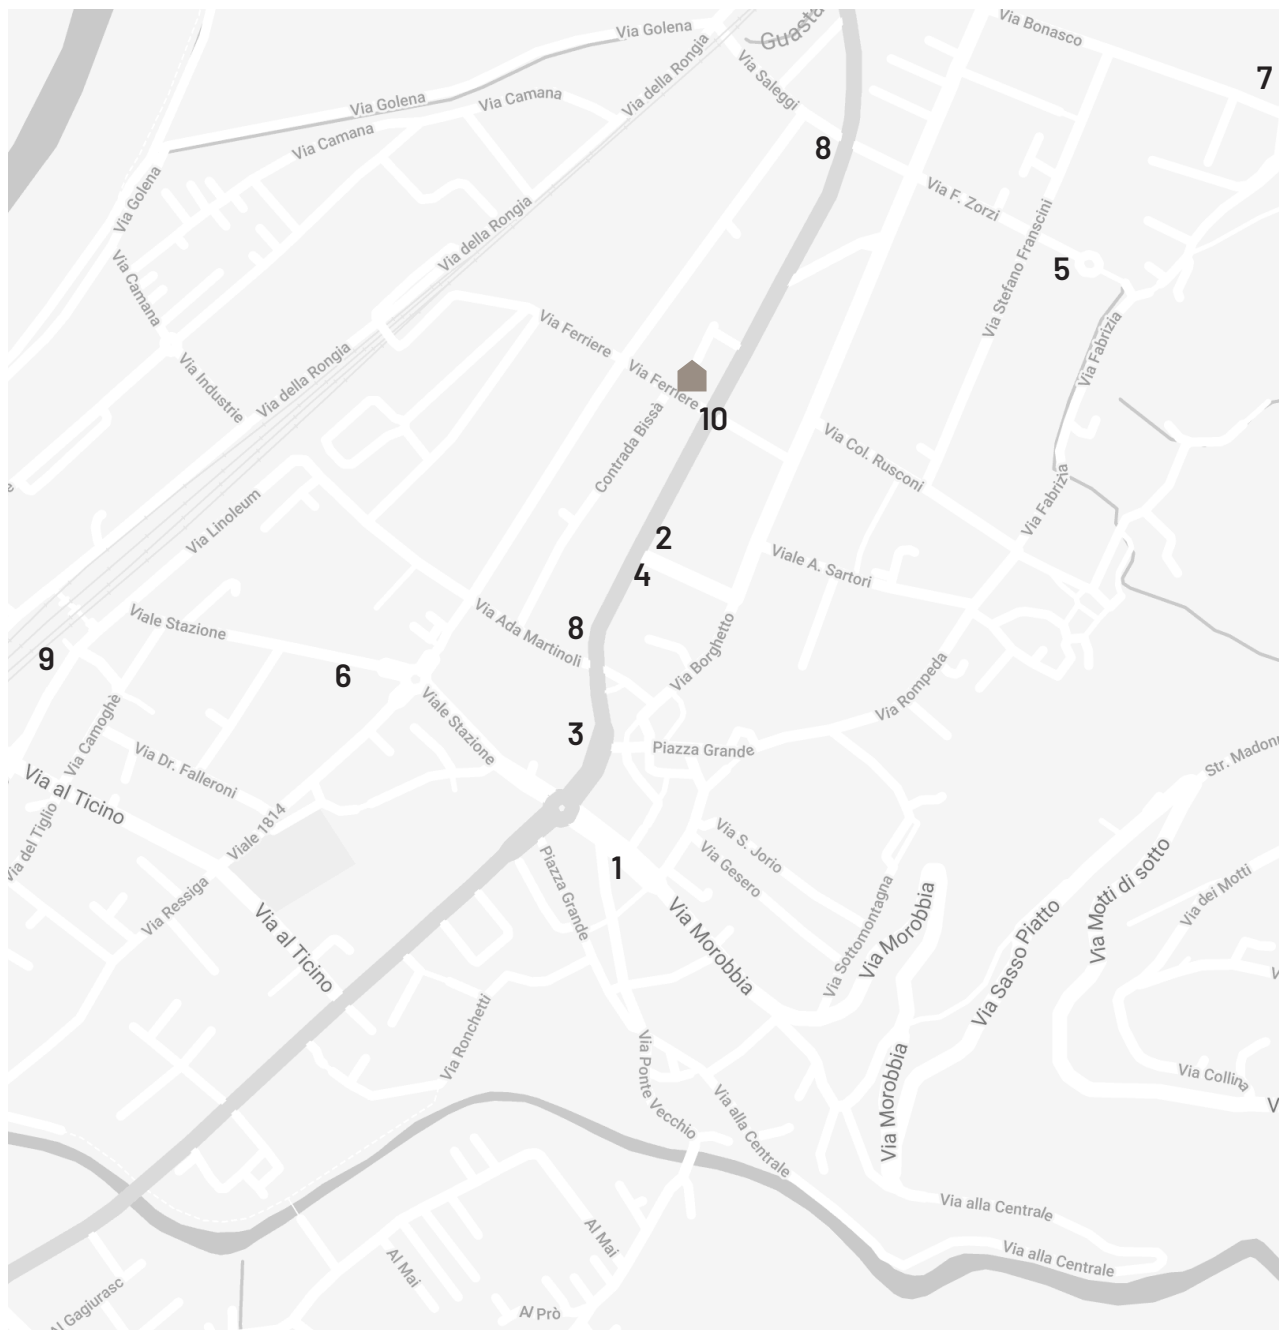 Via Golena
Guasta
Via Bonasco
7
Via della Rongia
Via Saleggi
Via Golena
Via Camana
Via Camana
8
Via Golena
Via F. Zorzi
Via della Rongia
Via Stefano Franscini
5
Via Camana
Via Ferriere
Via Fabrizia
Via della Rongia
Via Industrie
Via Ferriere
10
Contrada Bissa
Via Col. Rusconi
Via Linoleum
Via Fabrizia
2
4
Viale A. Sartori
Viale Stazione
Via Ada Martinoli
8
Via Borghetto
9
6
Via Rompeda
Viale Stazione
3
Via Camoghè
Piazza Grande
Str. Madonn
Via Dr. Falleroni
Via al Ticino
Via del Tiglio
Viale 1814
Via S. Jorio
Via Gesero
1
Piazza Grande
Via Motti di sotto
Via dei Motti
Via Ressiga
Via al Ticino
Via Morobbia
Via Sottomontagna
Via Morobbia
Via Sasso Piatto
V
Via Ronchetti
Via Ponte Vecchio
Via Morobbia
Via Collina
V
Via alla Centrale
Via alla Centrale
Al Mai
Al Mai
Via alla Centrale
Al Gagiurasc
Al Prò